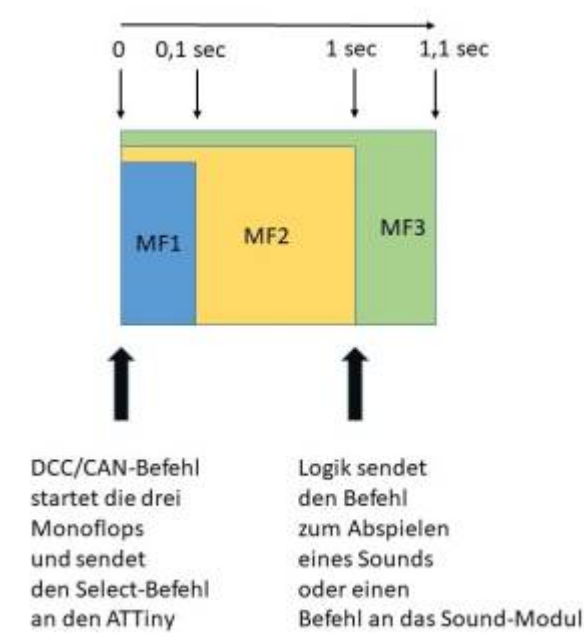 0 0,1 sec 1 sec 1,1 sec
MF1 MF2 MF3
DCC/CAN-Befehl
startet die drei
Monoflops
und sendet
den Select-Befehl
an den ATTiny
Logik sendet
den Befehl
zum Abspielen
eines Sounds
oder einen
Befehl an das Sound-Modul